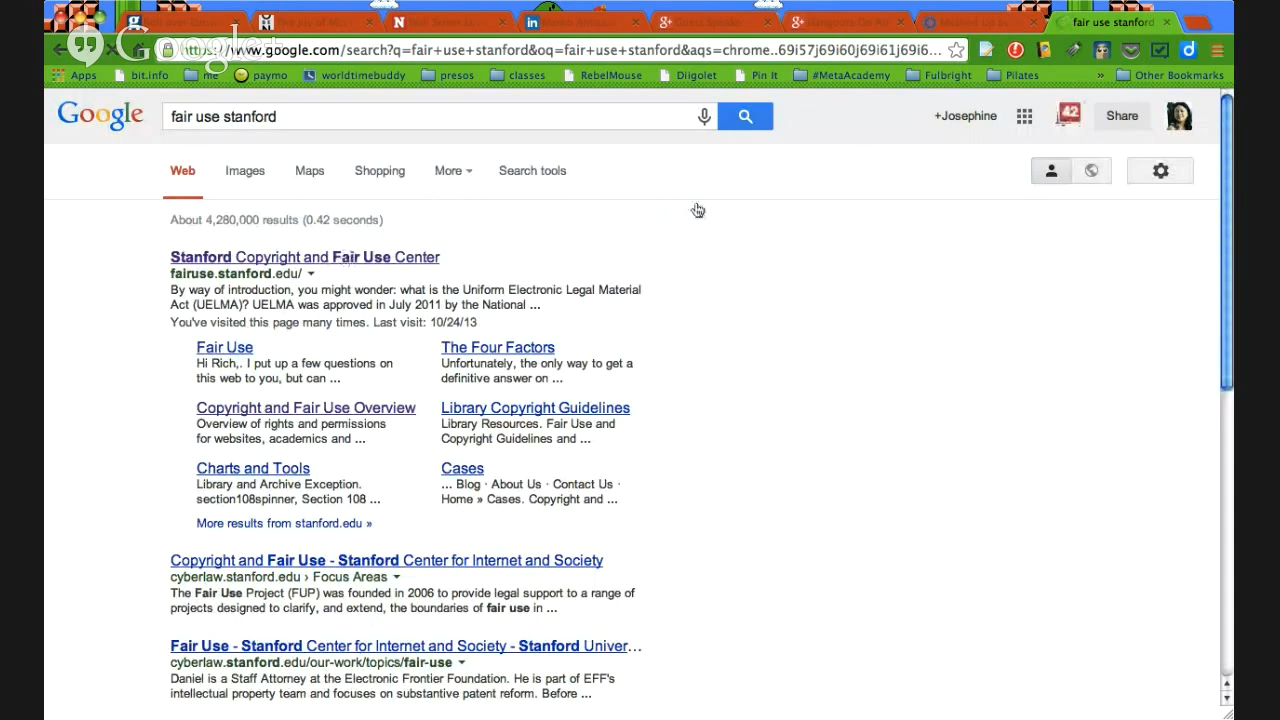 fair use stanford
https://www.google.com/search?q=fair+use+stanford&oq=fair+use+stanford&aqs=chrome..69i57j69i60j69i61j69i6...
Apps bit.info me paymo worldtimebuddy presos classes RebelMouse Diigolet Pin It #MetaAcademy Fulbright Pilates » Other Bookmarks
Google fair use stanford +Josephine 42 Share
Web Images Maps Shopping More Search tools
About 4,280,000 results (0.42 seconds)
Stanford Copyright and Fair Use Center
fairuse.stanford.edu/
By way of introduction, you might wonder: what is the Uniform Electronic Legal Material
Act (UELMA)? UELMA was approved in July 2011 by the National ...
You've visited this page many times. Last visit: 10/24/13
Fair Use
Hi Rich,. I put up a few questions on
this web to you, but can ...
The Four Factors
Unfortunately, the only way to get a
definitive answer on ...
Copyright and Fair Use Overview
Overview of rights and permissions
for websites, academics and ...
Library Copyright Guidelines
Library Resources. Fair Use and
Copyright Guidelines and ...
Charts and Tools
Library and Archive Exception.
section108spinner, Section 108 ...
Cases
... Blog · About Us · Contact Us ·
Home » Cases. Copyright and ...
More results from stanford.edu »
Copyright and Fair Use - Stanford Center for Internet and Society
cyberlaw.stanford.edu › Focus Areas
The Fair Use Project (FUP) was founded in 2006 to provide legal support to a range of
projects designed to clarify, and extend, the boundaries of fair use in ...
Fair Use - Stanford Center for Internet and Society - Stanford Univer...
cyberlaw.stanford.edu/our-work/topics/fair-use
Daniel is a Staff Attorney at the Electronic Frontier Foundation. He is part of EFF's
intellectual property team and focuses on substantive patent reform. Before ...